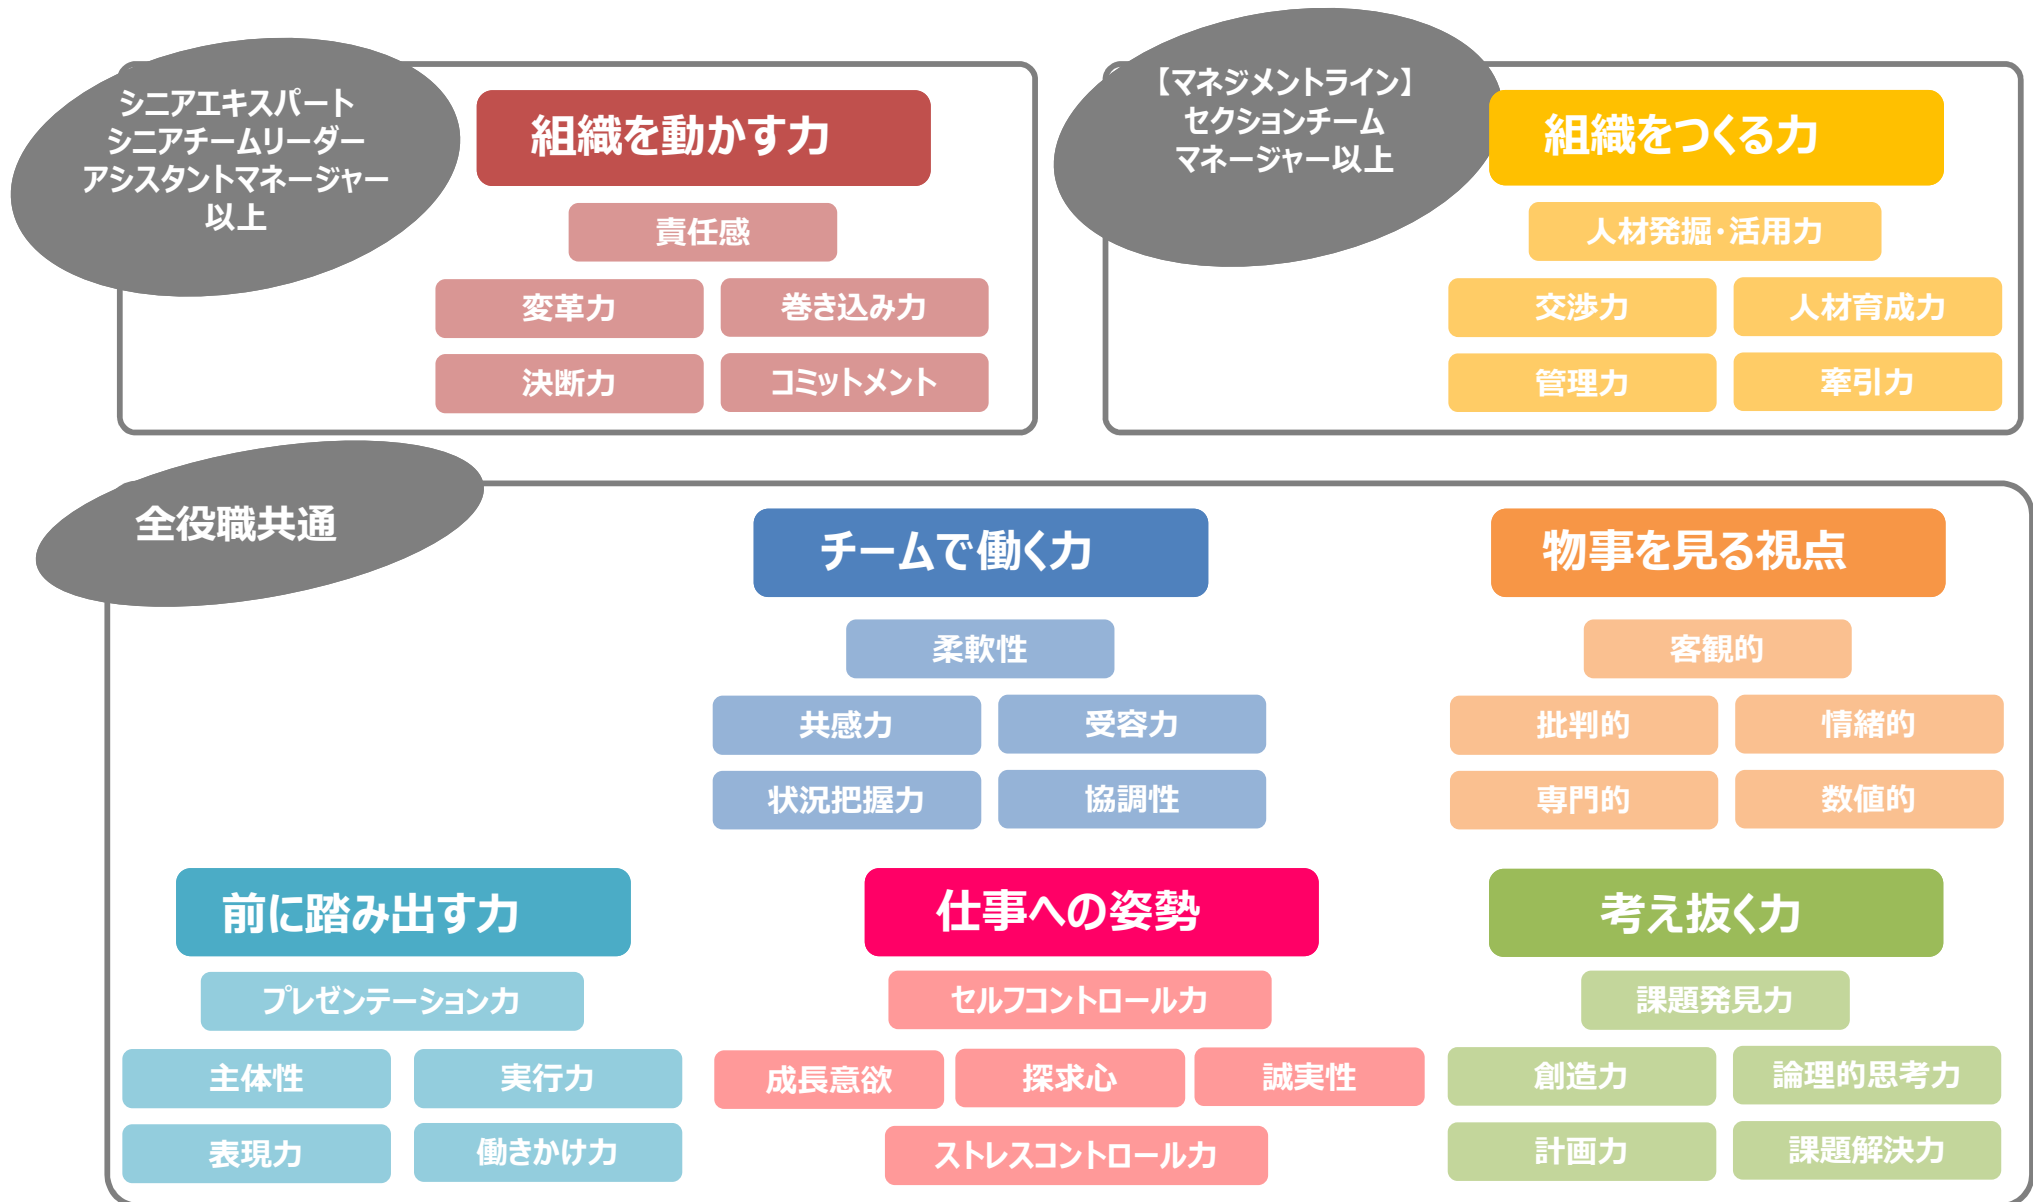 シニアエキスパート
シニアチームリーダー
アシスタントマネージャー
以上
組織を動かす力
責任感
変革力
巻き込み力
決断力
コミットメント
【マネジメントライン】
セクションチーム
マネージャー以上
組織をつくる力
人材発掘・活用力
交渉力
人材育成力
管理力
牽引力
全役職共通
チームで働く力
柔軟性
共感力
受容力
状況把握力
協調性
物事を見る視点
客観的
批判的
情緒的
専門的
数値的
前に踏み出す力
プレゼンテーション力
主体性
実行力
表現力
働きかけ力
仕事への姿勢
セルフコントロール力
成長意欲
探求心
誠実性
ストレスコントロール力
考え抜く力
課題発見力
創造力
論理的思考力
計画力
課題解決力